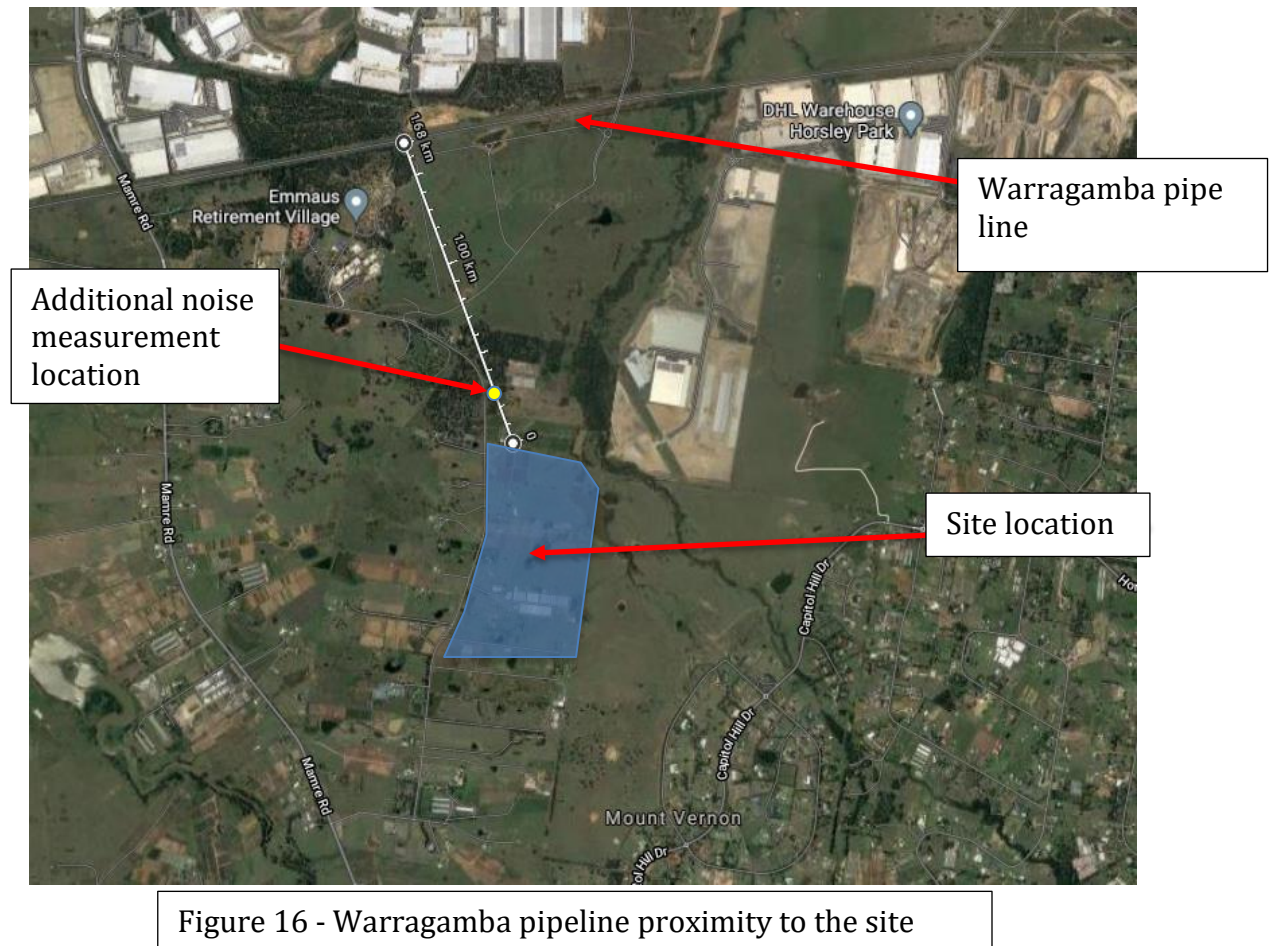 DHL Warehouse
Horsley Park
1.68 km
Warragamba pipe
line
Mamre Rd
Emmaus
Retirement Village
1.00 km
Additional noise
measurement
location
0
Site location
Mamre Rd
Capitol Hill Dr
Capitol Hill Dr
Mamre Rd
Mount Vernon
Hill Dr
Figure 16 - Warragamba pipeline proximity to the site